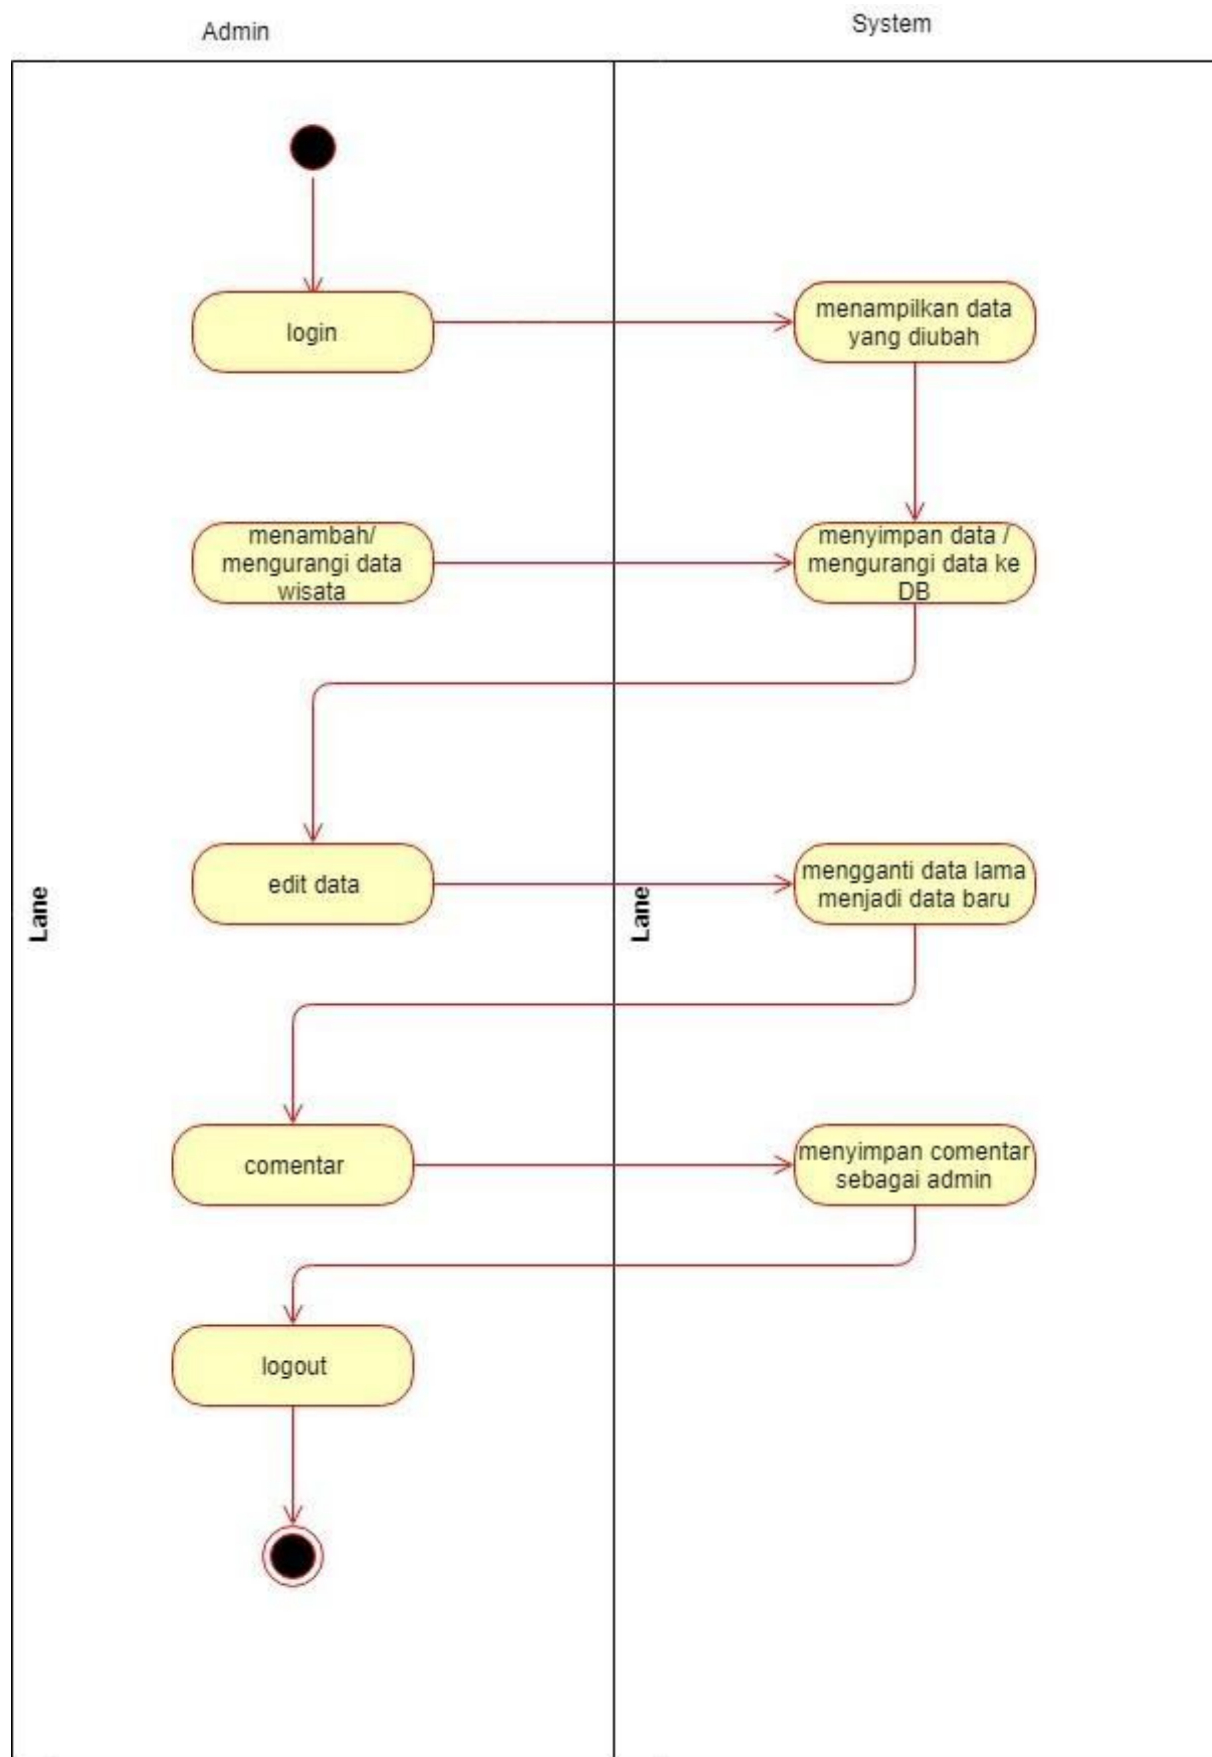 Admin
System
login
menampilkan data
yang diubah
menambah/
mengurangi data
wisata
menyimpan data /
mengurangi data ke
DB
Lane
edit data
Lane
mengganti data lama
menjadi data baru
comentar
menyimpan comentar
sebagai admin
logout